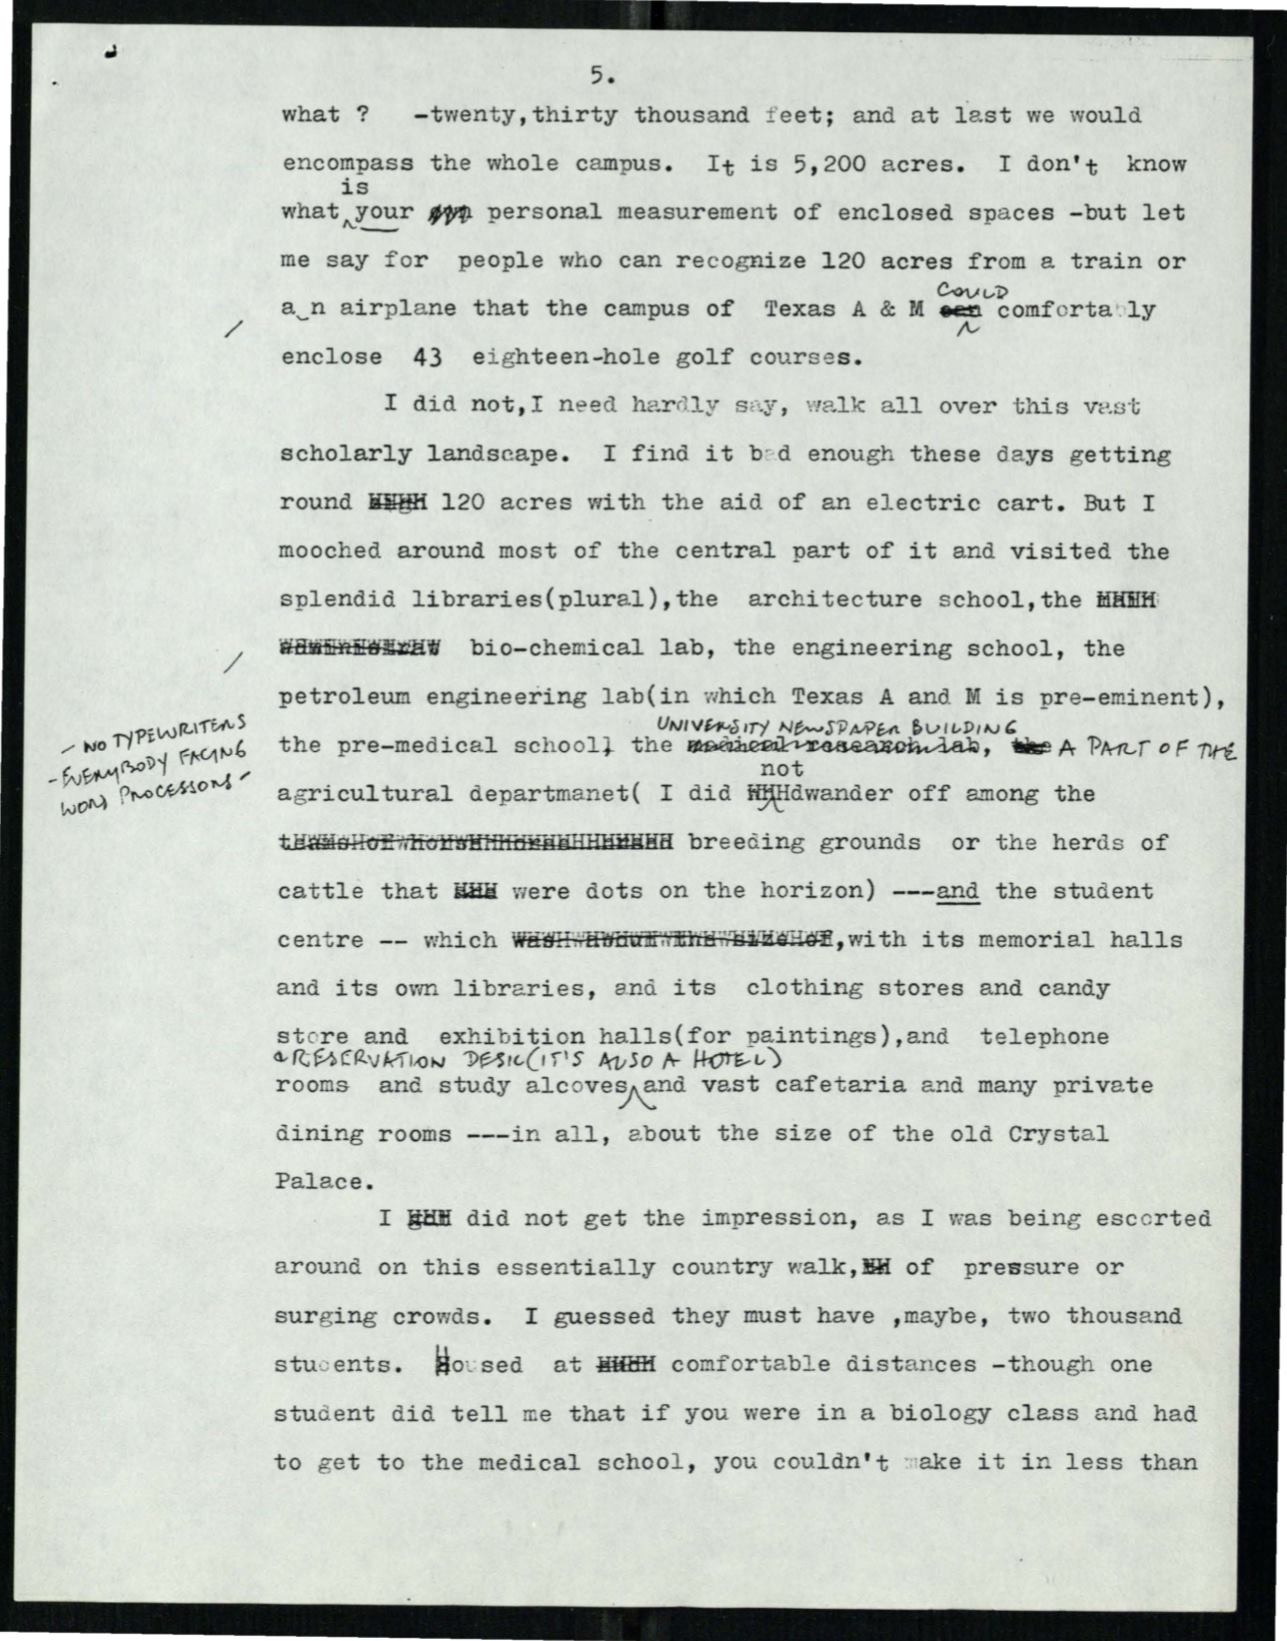 5.
what ?   -twenty,thirty thousand feet; and at last we would
encompass the whole campus.  It is 5,200 acres.  I don't  know
is
what your personal measurement of enclosed spaces -but let
me say for  people who can recognize 120 acres from a train or
COULD
a n airplane that the campus of  Texas A & M can comfortably
/
enclose  43  eighteen-hole golf courses.
I did not,I need hardly say, walk all over this vast
scholarly landscape.  I find it bad enough these days getting
round 120 acres with the aid of an electric cart. But I
mooched around most of the central part of it and visited the
splendid libraries(plural),the  architecture school,the
/
bio-chemical lab, the engineering school, the
petroleum engineering lab(in which Texas A and M is pre-eminent),
UNIVERSITY NEWSPAPER BUILDING
- NO TYPEWRITERS
- EVERYBODY FACING
WORD PROCESSORS -
the pre-medical school, the medical research lab, the A PART OF THE
not
agricultural departmanet( I did wander off among the
breeding grounds  or the herds of
cattle that were dots on the horizon) ---and the student
centre -- which was about the size of,with its memorial halls
and its own libraries, and its  clothing stores and candy
store and  exhibition halls(for paintings),and  telephone
& RESERVATION DESK (IT'S ALSO A HOTEL)
rooms  and study alcoves and vast cafetaria and many private
dining rooms ---in all, about the size of the old Crystal
Palace.
I did not get the impression, as I was being escorted
around on this essentially country walk, of  pressure or
surging crowds.  I guessed they must have ,maybe, two thousand
students.  Housed  at comfortable distances -though one
student did tell me that if you were in a biology class and had
to get to the medical school, you couldn't make it in less than